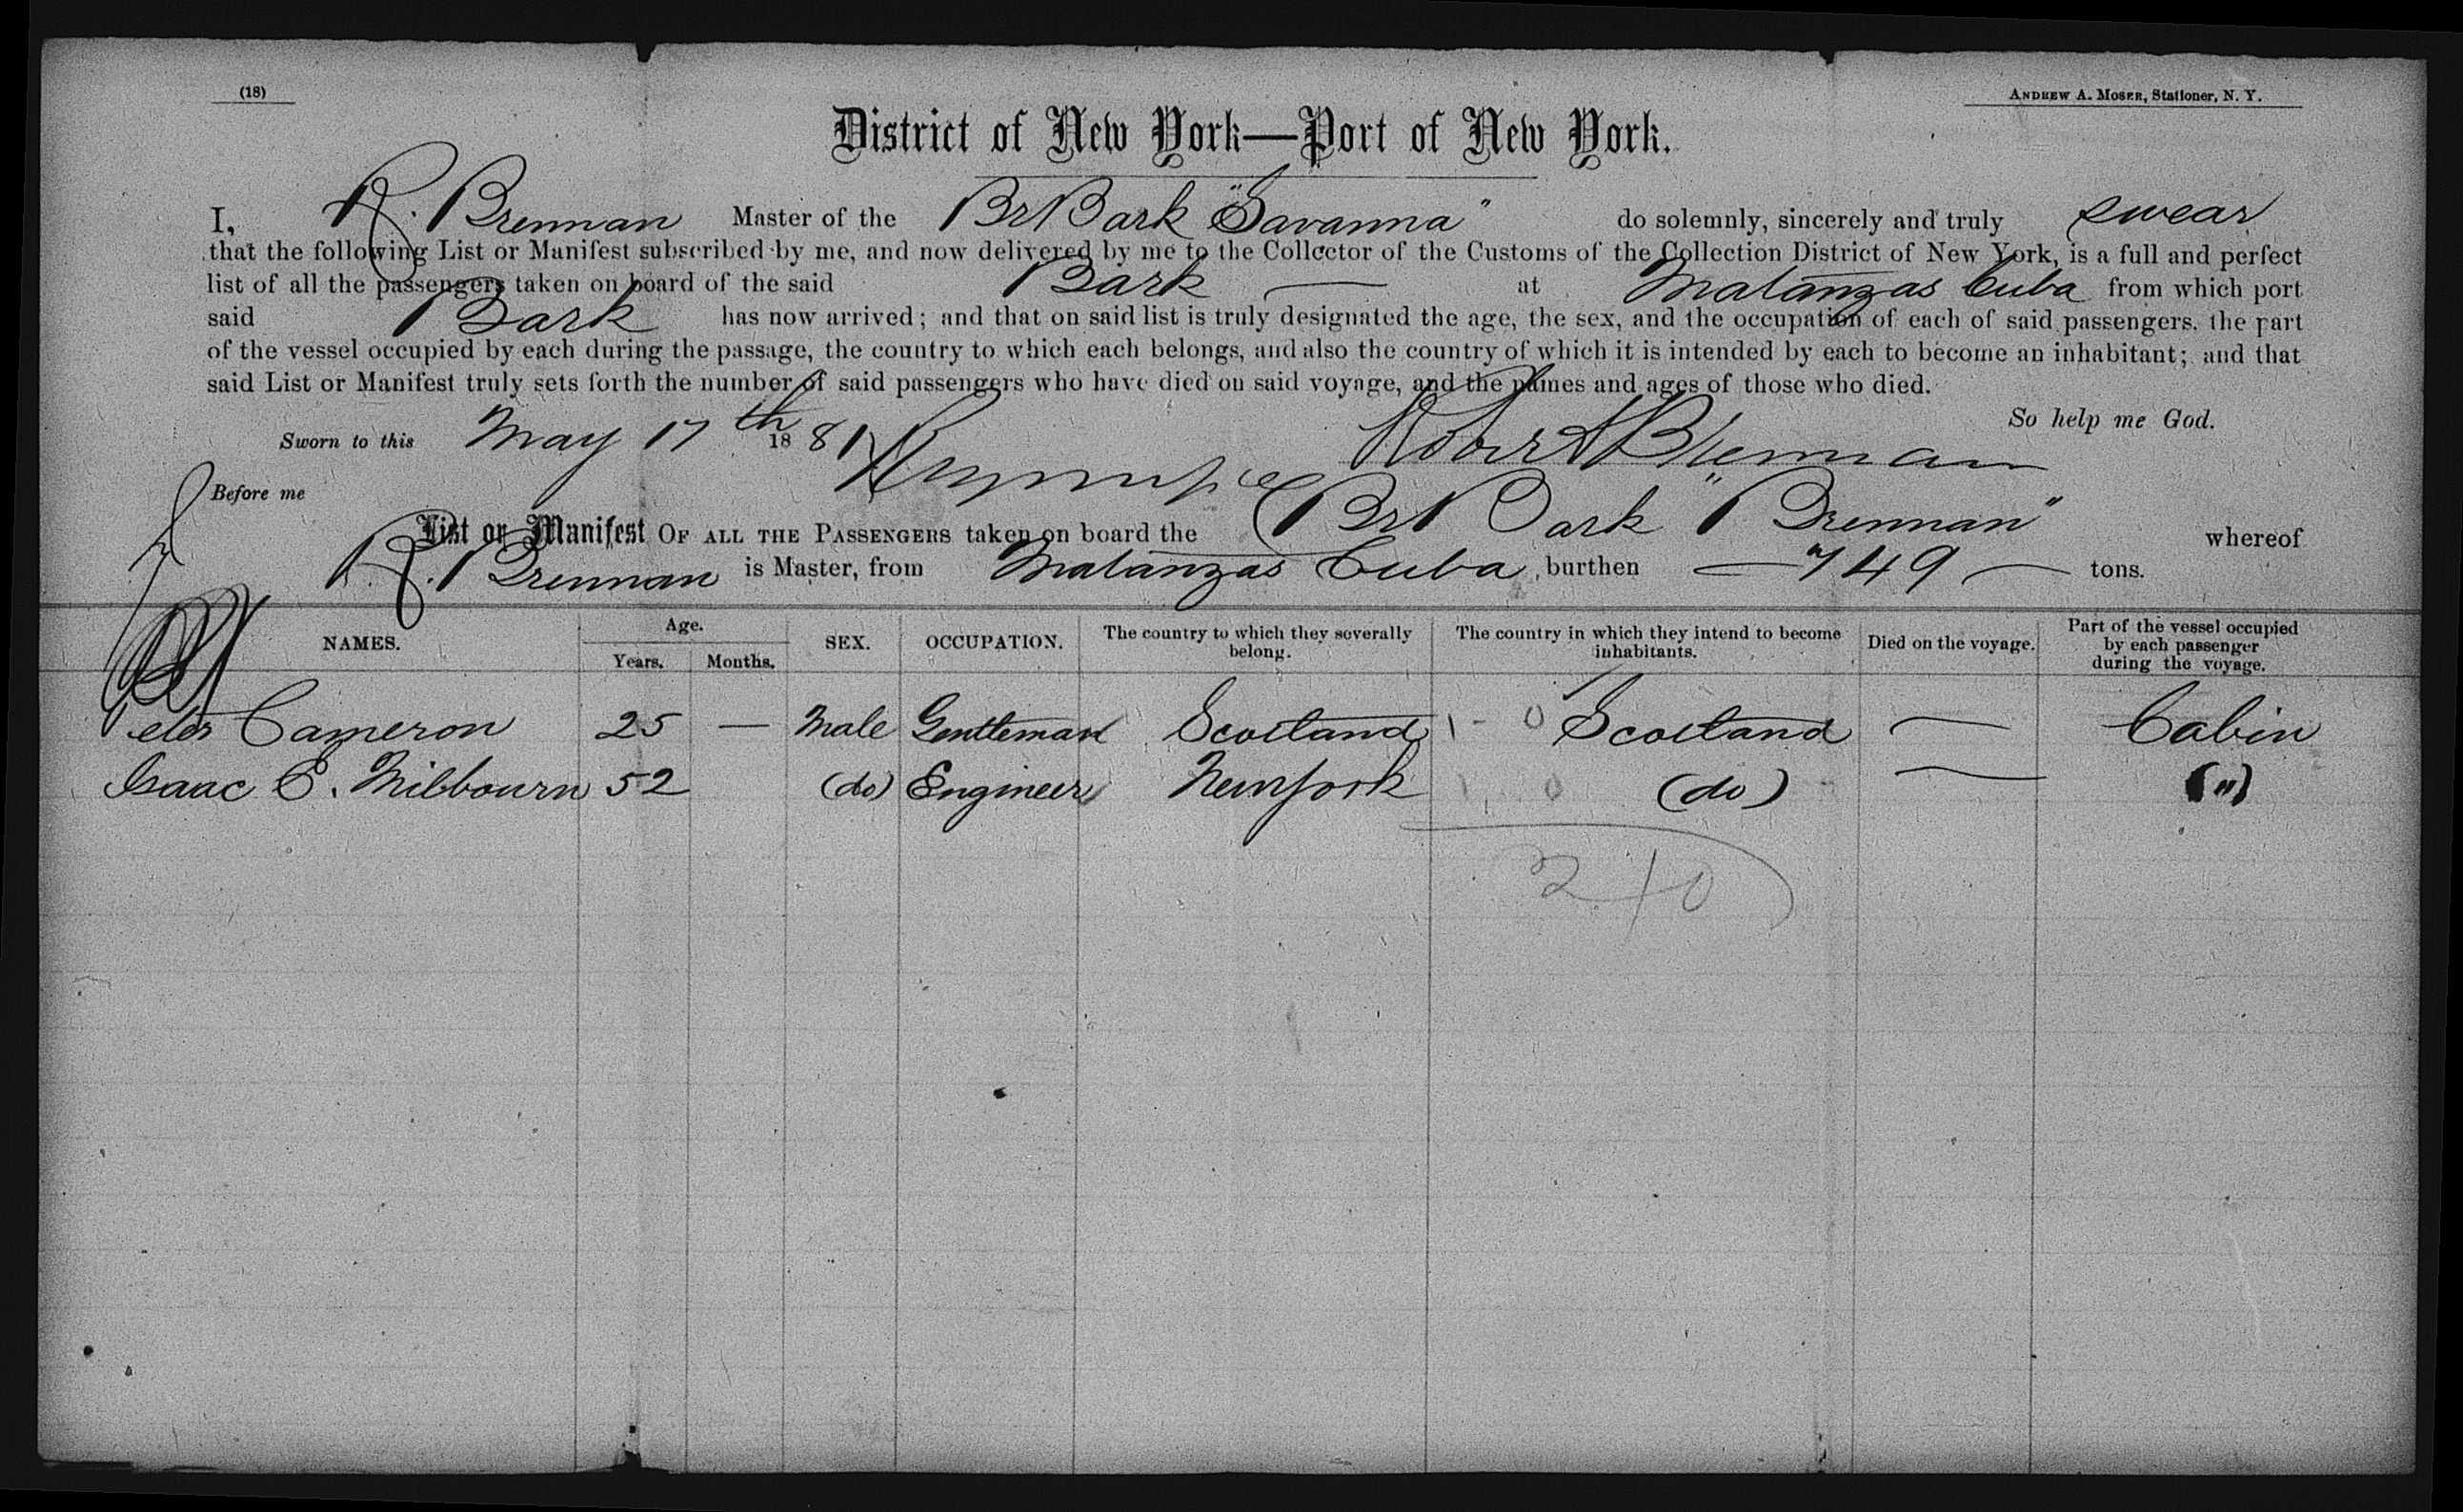 (18)
ANDREW A. MOSER, Stationer, N. Y.
District of New York—Port of New York.
I, R. Brennan Master of the Br Bark "Savanna" do solemnly, sincerely and truly swear
that the following List or Manifest subscribed by me, and now delivered by me to the Collector of the Customs of the Collection District of New York, is a full and perfect
list of all the passengers taken on board of the said Bark — at Matanzas Cuba from which port
said Bark has now arrived; and that on said list is truly designated the age, the sex, and the occupation of each of said passengers. the part
of the vessel occupied by each during the passage, the country to which each belongs, and also the country of which it is intended by each to become an inhabitant; and that
said List or Manifest truly sets forth the number of said passengers who have died on said voyage, and the names and ages of those who died.
So help me God.
Sworn to this May 17th 1881 Robert Brennan
Before me
List or Manifest OF ALL THE PASSENGERS taken on board the Br Bark "Brennan" whereof
R. Brennan is Master, from Matanzas Cuba, burthen — 749 — tons.
NAMES. Age. Years. Months. SEX. OCCUPATION. The country to which they severally belong. The country in which they intend to become inhabitants. Died on the voyage. Part of the vessel occupied by each passenger during the voyage.
Peter Cameron 25 — Male Gentleman Scotland 1 - 0 Scotland — Cabin
Isaac E. Milbourn 52 (do) Engineer New York 1 0 (do) — (")
2/0